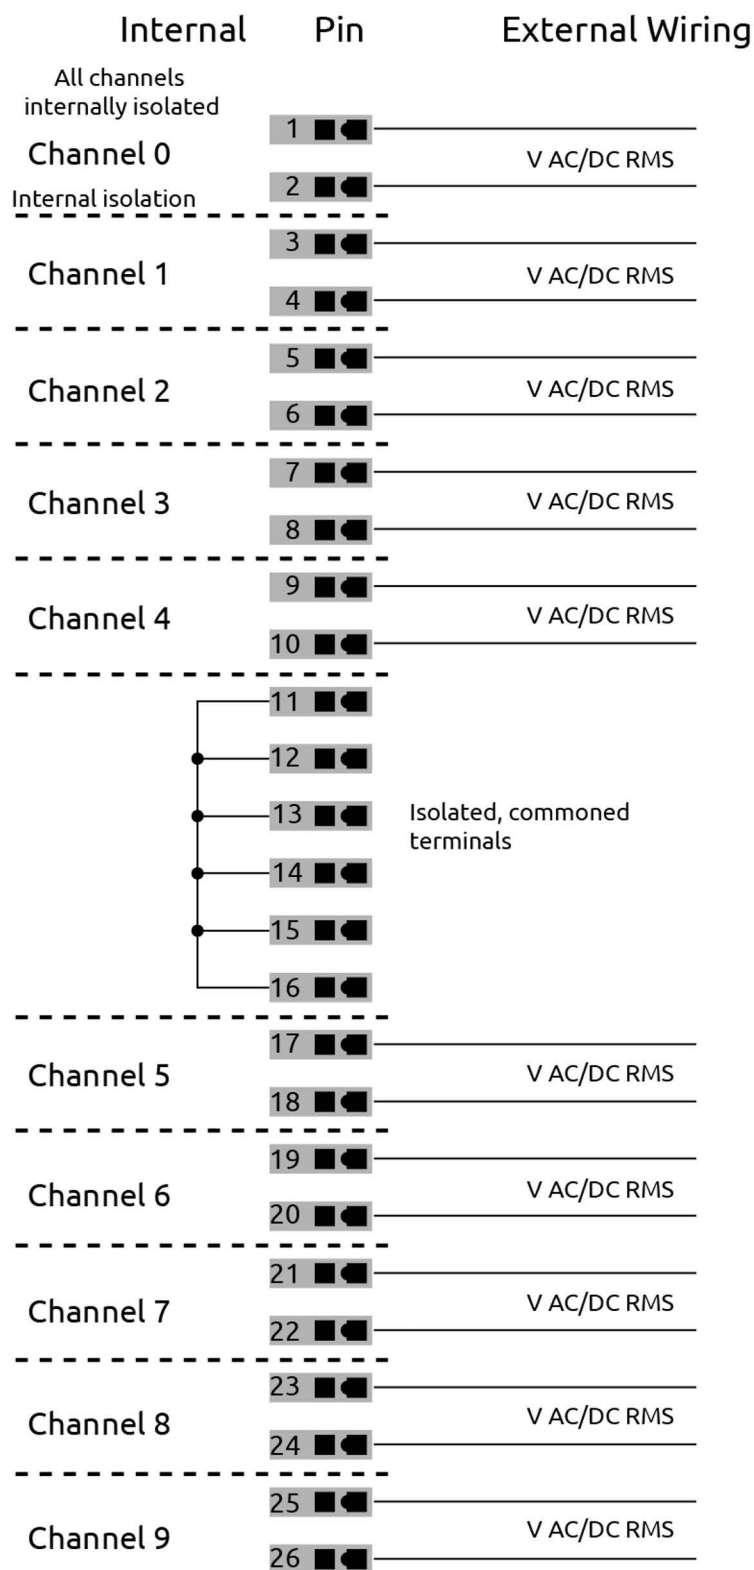 Internal Pin External Wiring
All channels
internally isolated
1
Channel 0
V AC/DC RMS
2
Internal isolation
3
Channel 1
V AC/DC RMS
4
5
Channel 2
V AC/DC RMS
6
7
Channel 3
V AC/DC RMS
8
9
Channel 4
V AC/DC RMS
10
11
12
13
Isolated, commoned
terminals
14
15
16
17
Channel 5
V AC/DC RMS
18
19
Channel 6
V AC/DC RMS
20
21
Channel 7
V AC/DC RMS
22
23
Channel 8
V AC/DC RMS
24
25
Channel 9
V AC/DC RMS
26